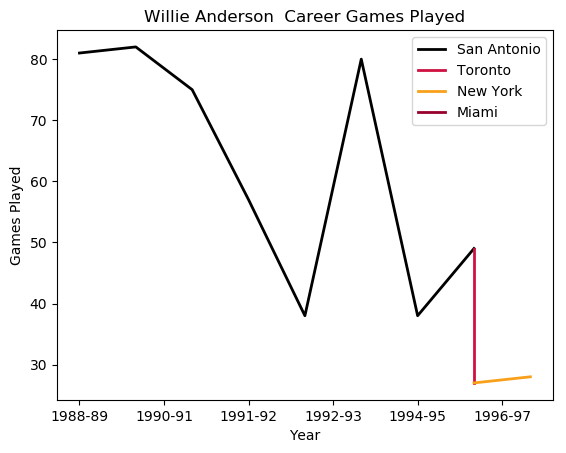 Willie Anderson  Career Games Played
San Antonio
Toronto
New York
Miami
Games Played
80
70
60
50
40
30
1988-89 1990-91 1991-92 1992-93 1994-95 1996-97
Year